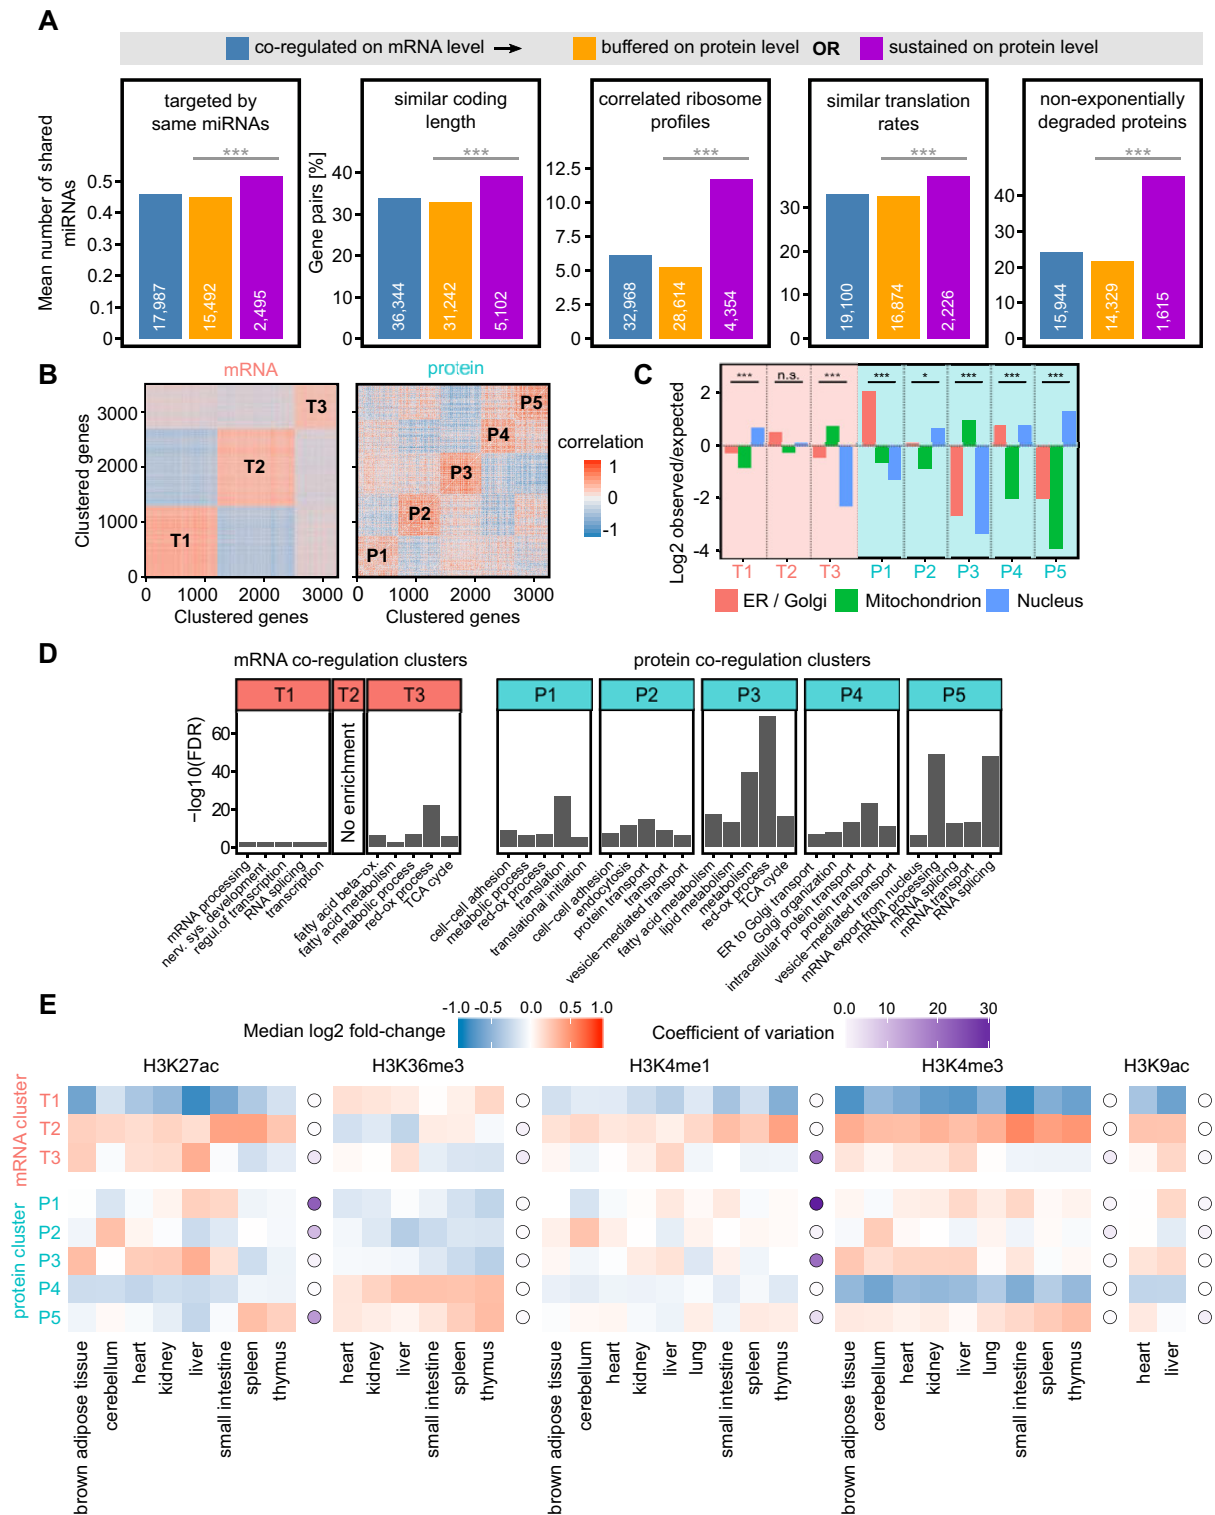 A
co-regulated on mRNA level → buffered on protein level OR sustained on protein level
targeted by
same miRNAs
similar coding
length
correlated ribosome
profiles
similar translation
rates
non-exponentially
degraded proteins
*** *** *** *** ***
Mean number of shared
miRNAs
0.5
0.4
0.3
0.2
0.1
0
17,987 15,492 2,495
Gene pairs [%]
40
30
20
10
0
36,344 31,242 5,102
12.5
10.0
7.5
5.0
2.5
0
32,968 28,614 4,354
30
20
10
0
19,100 16,874 2,226
40
30
20
10
0
15,944 14,329 1,615
B
mRNA
protein
Clustered genes
3000
2000
1000
0
T1 T2 T3
P1 P2 P3 P4 P5
0 1000 2000 3000
0 1000 2000 3000
Clustered genes
Clustered genes
correlation
1
0
-1
C
Log2 observed/expected
2
0
-2
-4
*** n.s. *** *** * *** *** ***
T1 T2 T3 P1 P2 P3 P4 P5
ER / Golgi Mitochondrion Nucleus
D
mRNA co-regulation clusters
protein co-regulation clusters
T1 T2 T3 P1 P2 P3 P4 P5
−log10(FDR)
60
40
20
0
No enrichment
mRNA processing
nerv. sys. development
regul.of transcription
RNA splicing
transcription
fatty acid beta−ox.
fatty acid metabolism
metabolic process
red-ox process
TCA cycle
cell−cell adhesion
metabolic process
red−ox process
translation
translational initiation
cell−cell adhesion
endocytosis
protein transport
transport
vesicle−mediated transport
fatty acid metabolism
lipid metabolism
metabolism
red-ox process
TCA cycle
ER to Golgi transport
Golgi organization
intracellular protein transport
protein transport
vesicle−mediated transport
mRNA export from nucleus
mRNA processing
mRNA splicing
mRNA transport
RNA splicing
E
Median log2 fold-change
-1.0 -0.5 0.0 0.5 1.0
Coefficient of variation
0.0 10 20 30
H3K27ac H3K36me3 H3K4me1 H3K4me3 H3K9ac
mRNA cluster
T1
T2
T3
protein cluster
P1
P2
P3
P4
P5
brown adipose tissue
cerebellum
heart
kidney
liver
small intestine
spleen
thymus
heart
kidney
liver
small intestine
spleen
thymus
brown adipose tissue
cerebellum
heart
kidney
liver
lung
small intestine
spleen
thymus
brown adipose tissue
cerebellum
heart
kidney
liver
lung
small intestine
spleen
thymus
heart
liver